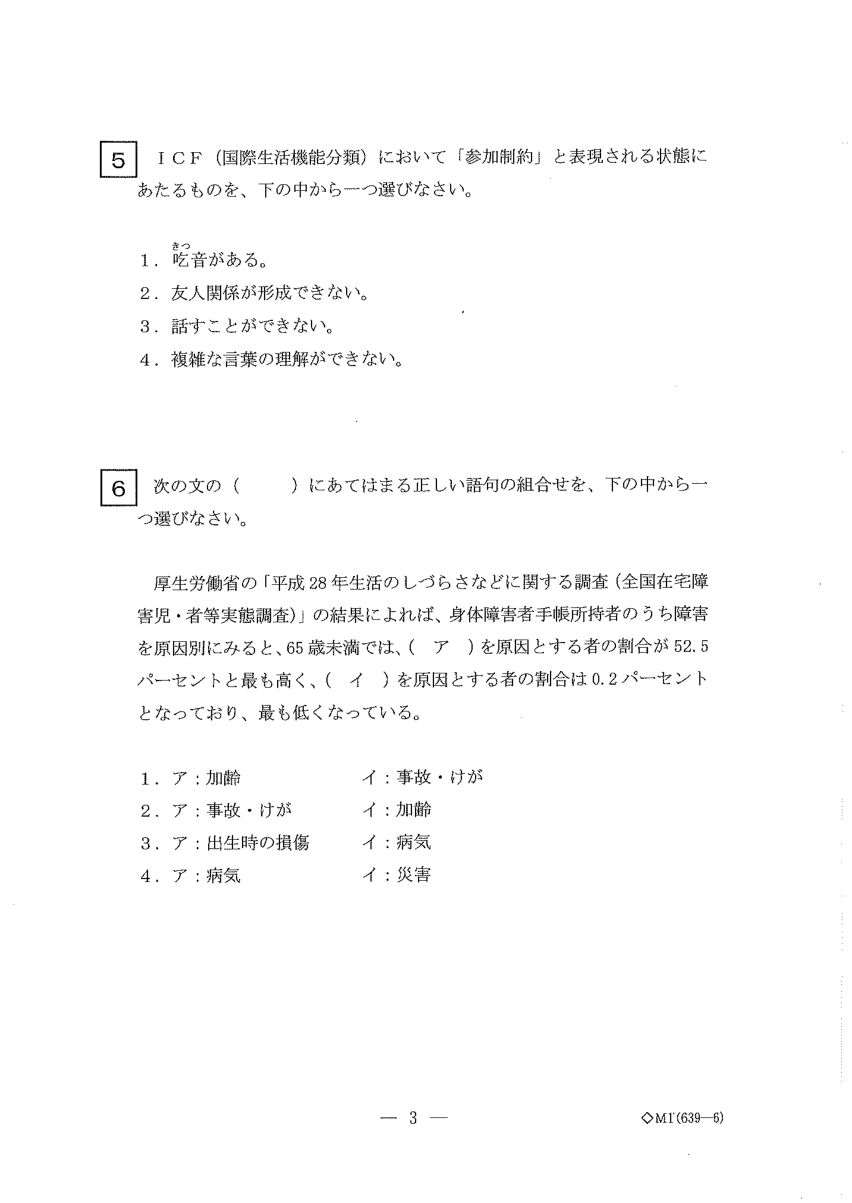 5 ICF(国際生活機能分類)において「参加制約」と表現される状態に
あたるものを、下の中から一つ選びなさい。
1.吃音がある。
きつ
2.友人関係が形成できない。
3.話すことができない。
4.複雑な言葉の理解ができない。
6 次の文の( )にあてはまる正しい語句の組合せを、下の中から一
つ選びなさい。
厚生労働省の「平成28年生活のしづらさなどに関する調査(全国在宅障
害児・者等実態調査)」の結果によれば、身体障害者手帳所持者のうち障害
を原因別にみると、65歳未満では、( ア )を原因とする者の割合が52.5
パーセントと最も高く、( イ )を原因とする者の割合は0.2パーセント
となっており、最も低くなっている。
1.ア:加齢 イ:事故・けが
2.ア:事故・けが イ:加齢
3.ア:出生時の損傷 イ:病気
4.ア:病気 イ:災害
— 3 — ◇M1(639—6)